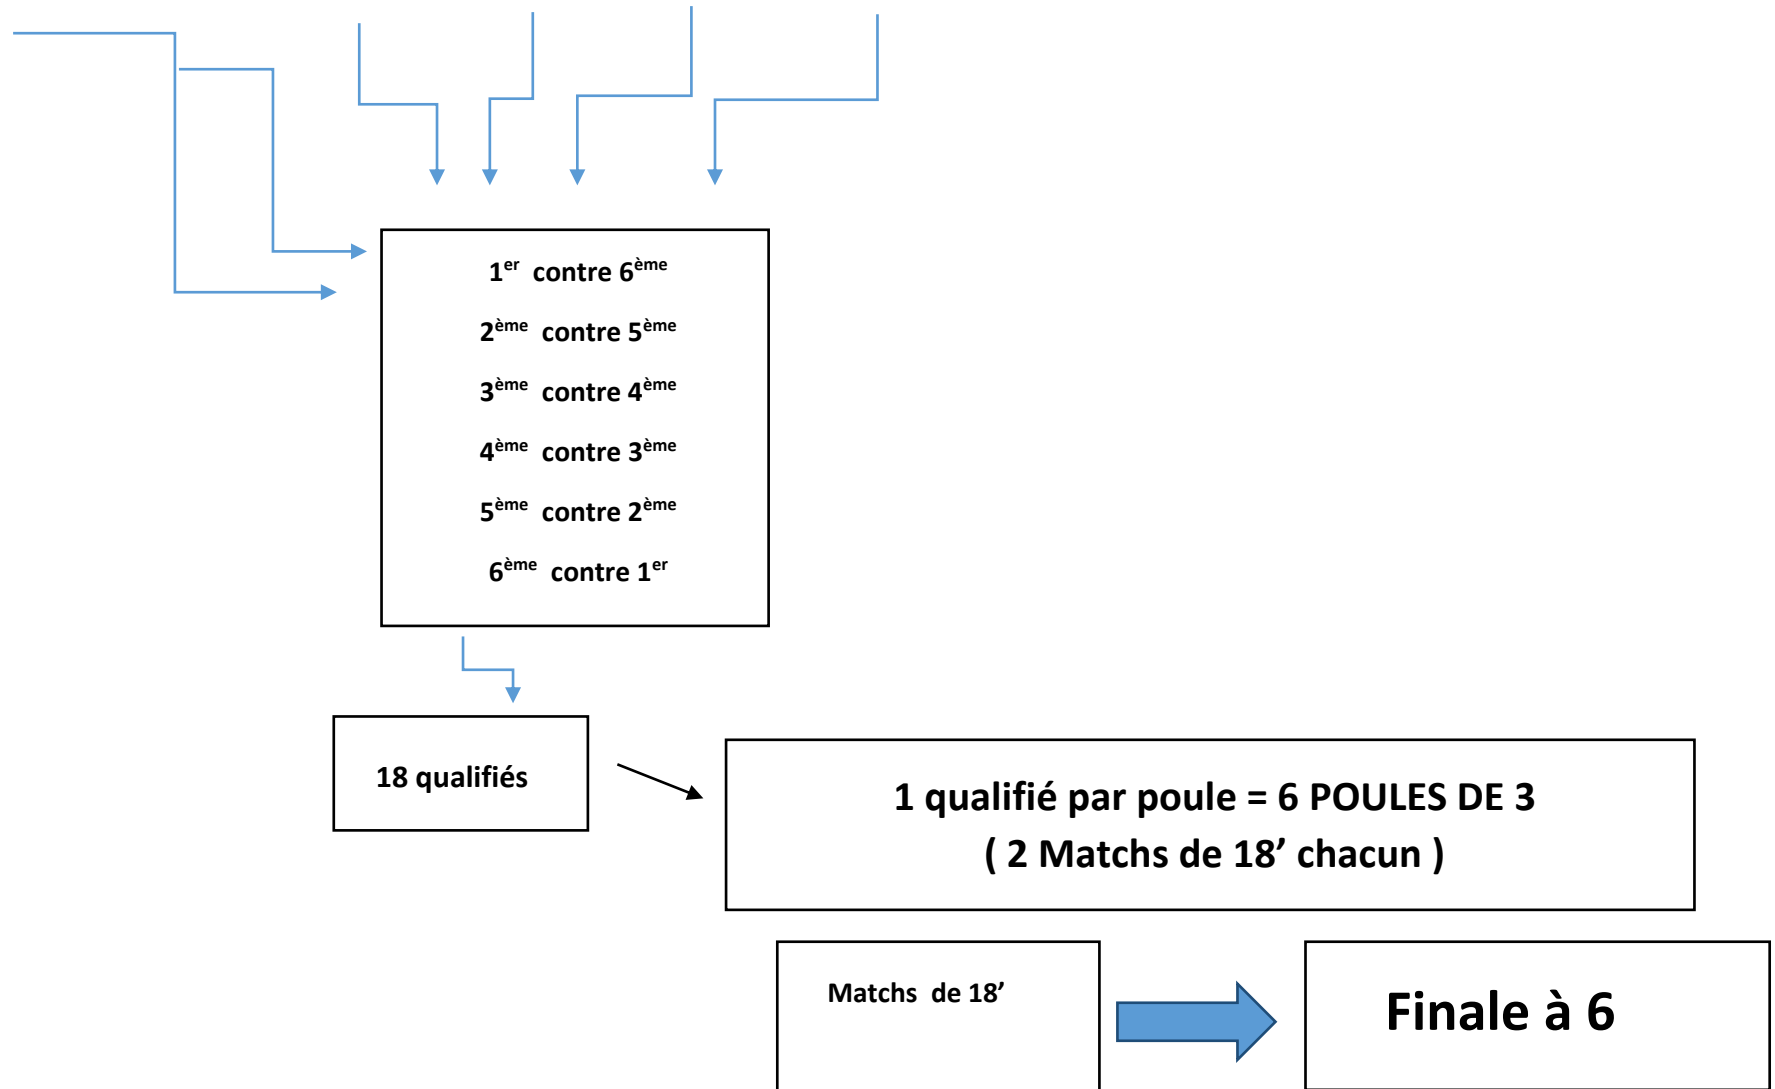 1er contre 6ème
2ème contre 5ème
3ème contre 4ème
4ème contre 3ème
5ème contre 2ème
6ème contre 1er
18 qualifiés
1 qualifié par poule = 6 POULES DE 3
( 2 Matchs de 18’ chacun )
Matchs de 18’
Finale à 6